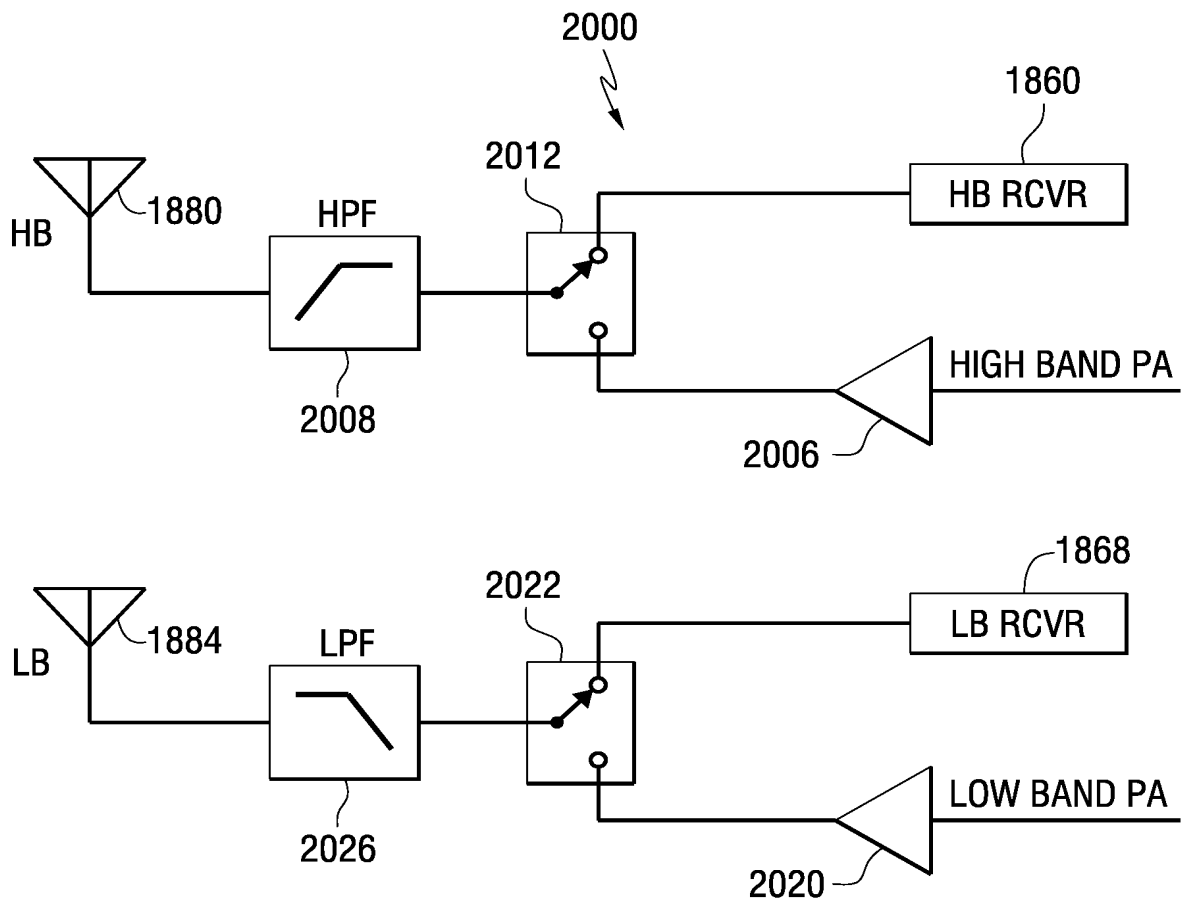 2000
1860
2012
HB RCVR
1880
HPF
HB
HIGH BAND PA
2008
2006
1868
2022
LB RCVR
1884
LPF
LB
LOW BAND PA
2026
2020